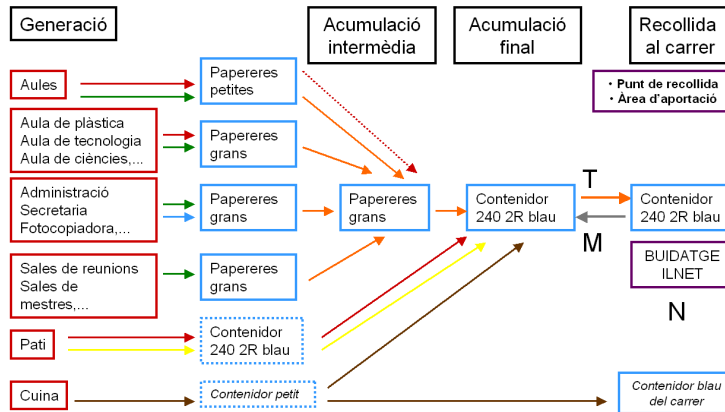 Generació
Acumulació
intermèdia
Acumulació
final
Recollida
al carrer
• Punt de recollida
• Àrea d'aportació
Aules
Papereres
petites
Aula de plàstica
Aula de tecnologia
Aula de ciències,...
Papereres
grans
Administració
Secretaria
Fotocopiadora,...
Papereres
grans
Papereres
grans
Contenidor
240 2R blau
T
M
Contenidor
240 2R blau
Sales de reunions
Sales de
mestres,...
Papereres
grans
BUIDATGE
ILNET
N
Pati
Contenidor
240 2R blau
Cuina
Contenidor petit
Contenidor blau
del carrer